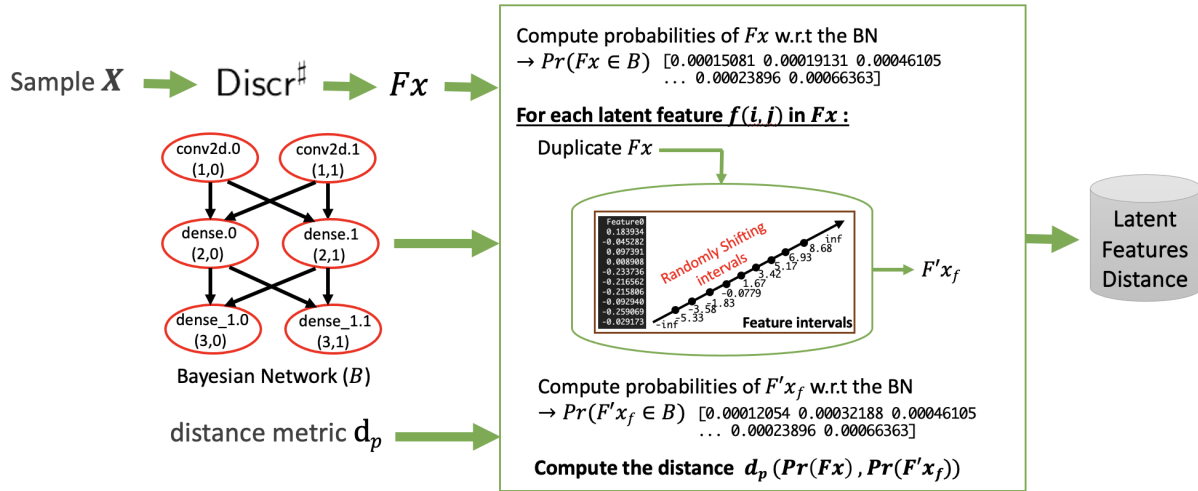 Sample X
Discr♯
Fx
conv2d.0
(1,0)
conv2d.1
(1,1)
dense.0
(2,0)
dense.1
(2,1)
dense_1.0
(3,0)
dense_1.1
(3,1)
Bayesian Network (B)
distance metric d_p
Compute probabilities of Fx w.r.t the BN
→ Pr(Fx ∈ B) [0.00015081 0.00019131 0.00046105
... 0.00023896 0.00066363]
For each latent feature f(i,j) in Fx :
Duplicate Fx
Feature0
0.183934
-0.045282
0.097391
0.008908
-0.233736
-0.216562
-0.215806
-0.092940
-0.259069
-0.029173
Randomly Shifting
intervals
-inf
-5.33
-3.58
-1.83
-0.0779
1.67
3.42
5.17
6.93
8.68
inf
Feature intervals
F'x_f
Compute probabilities of F'x_f w.r.t the BN
→ Pr(F'x_f ∈ B) [0.00012054 0.00032188 0.00046105
... 0.00023896 0.00066363]
Compute the distance d_p (Pr(Fx) , Pr(F'x_f))
Latent
Features
Distance